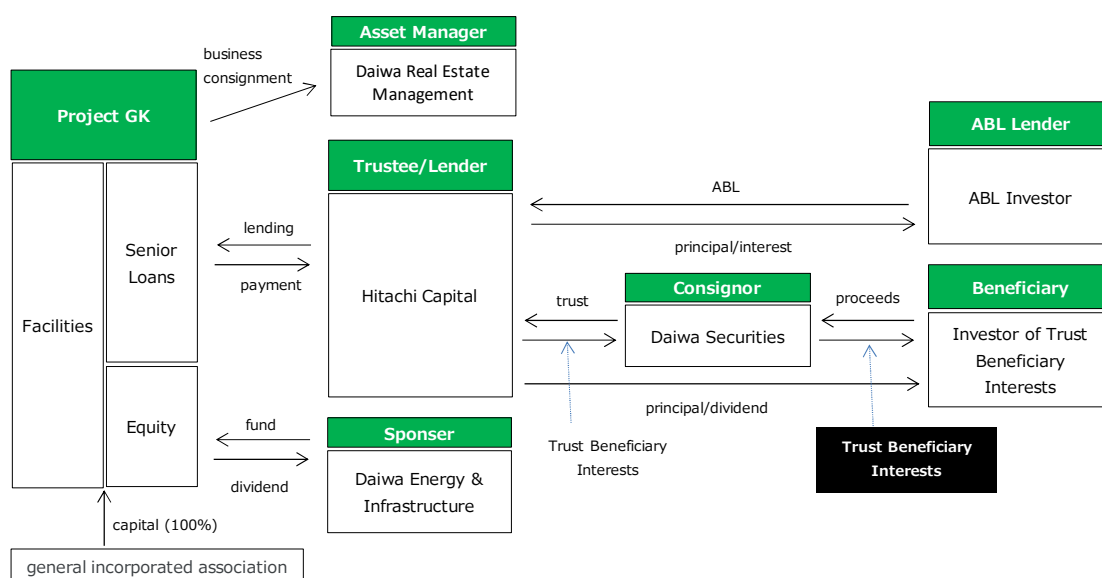 Asset Manager
business
consignment
Daiwa Real Estate
Management
Project GK
ABL Lender
Trustee/Lender
ABL
ABL Investor
lending
Senior
Loans
principal/interest
payment
Hitachi Capital
Consignor
Beneficiary
trust
proceeds
Facilities
Daiwa Securities
Investor of Trust
Beneficiary
Interests
principal/dividend
Equity
fund
Sponser
Trust Beneficiary
Interests
Trust Beneficiary
Interests
dividend
Daiwa Energy &
Infrastructure
capital (100%)
general incorporated association